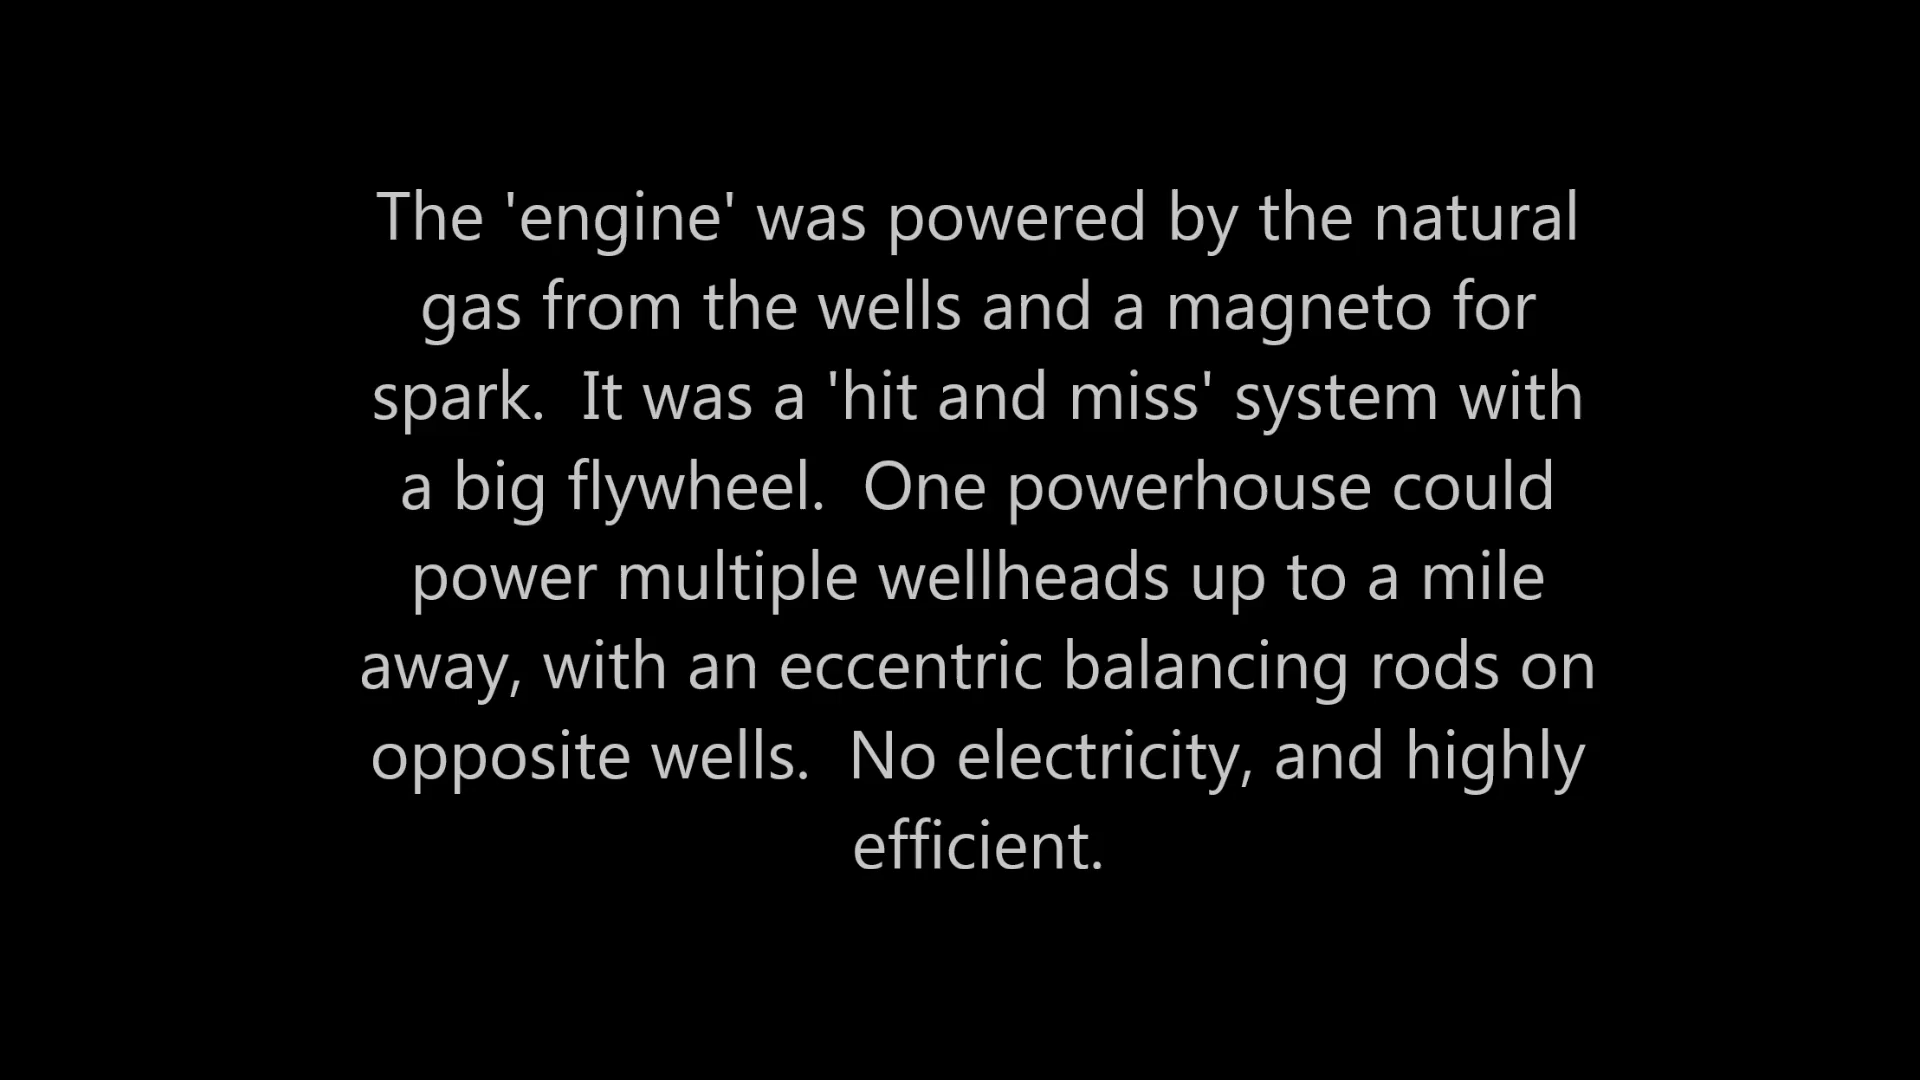 The 'engine' was powered by the natural
gas from the wells and a magneto for
spark.  It was a 'hit and miss' system with
a big flywheel.  One powerhouse could
power multiple wellheads up to a mile
away, with an eccentric balancing rods on
opposite wells.  No electricity, and highly
efficient.